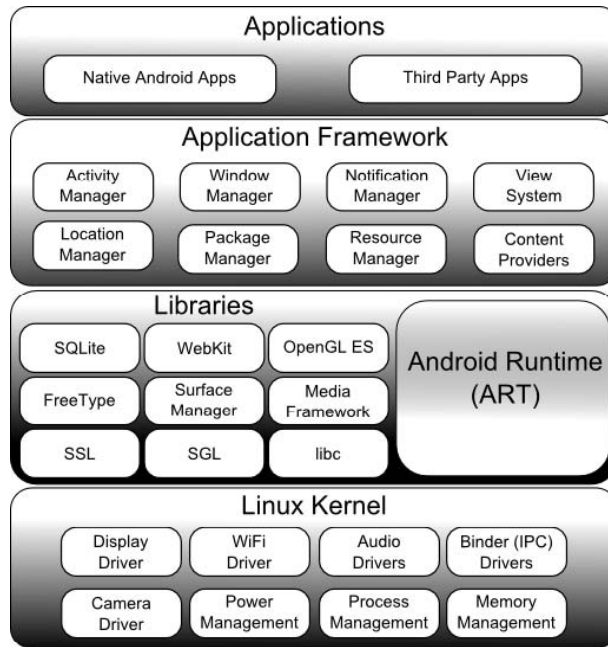 Applications
Native Android Apps
Third Party Apps
Application Framework
Activity
Manager
Window
Manager
Notification
Manager
View
System
Location
Manager
Package
Manager
Resource
Manager
Content
Providers
Libraries
SQLite
WebKit
OpenGL ES
FreeType
Surface
Manager
Media
Framework
SSL
SGL
libc
Android Runtime
(ART)
Linux Kernel
Display
Driver
WiFi
Driver
Audio
Drivers
Binder (IPC)
Drivers
Camera
Driver
Power
Management
Process
Management
Memory
Management